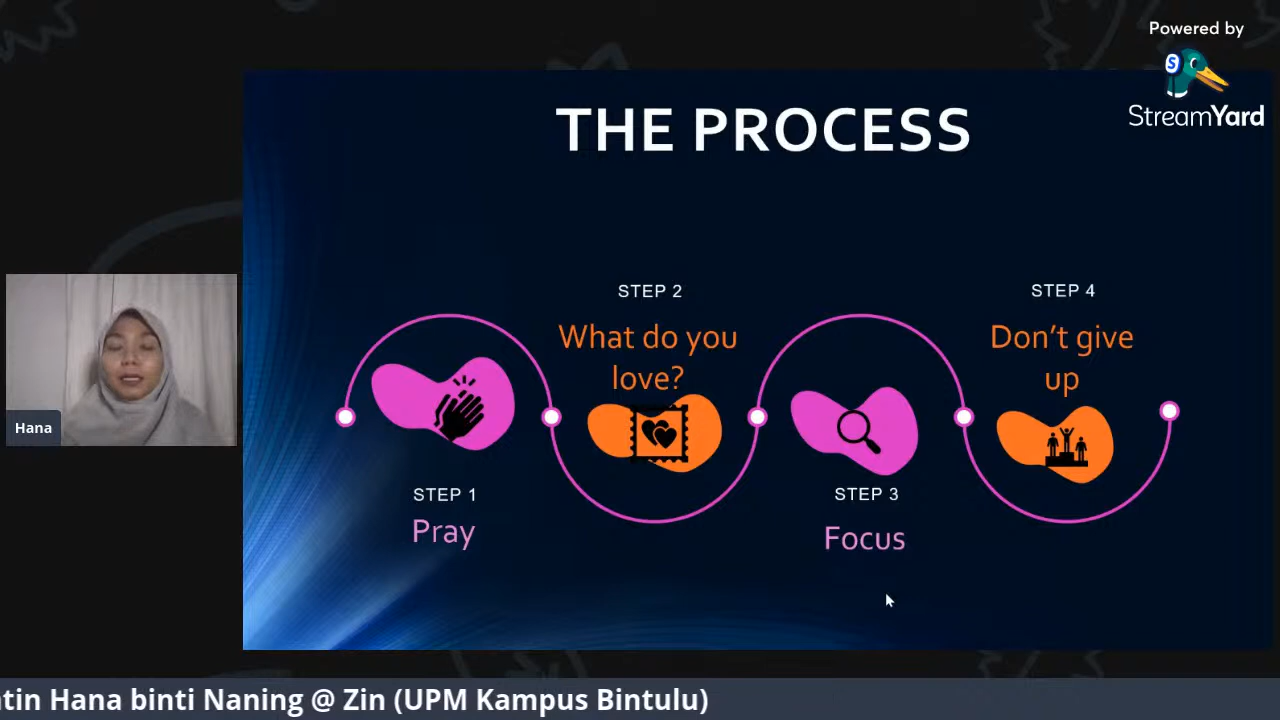 Powered by
StreamYard
THE PROCESS
STEP 1
Pray
STEP 2
What do you
love?
STEP 3
Focus
STEP 4
Don’t give
up
Hana
Hana binti Naning @ Zin (UPM Kampus Bintulu)